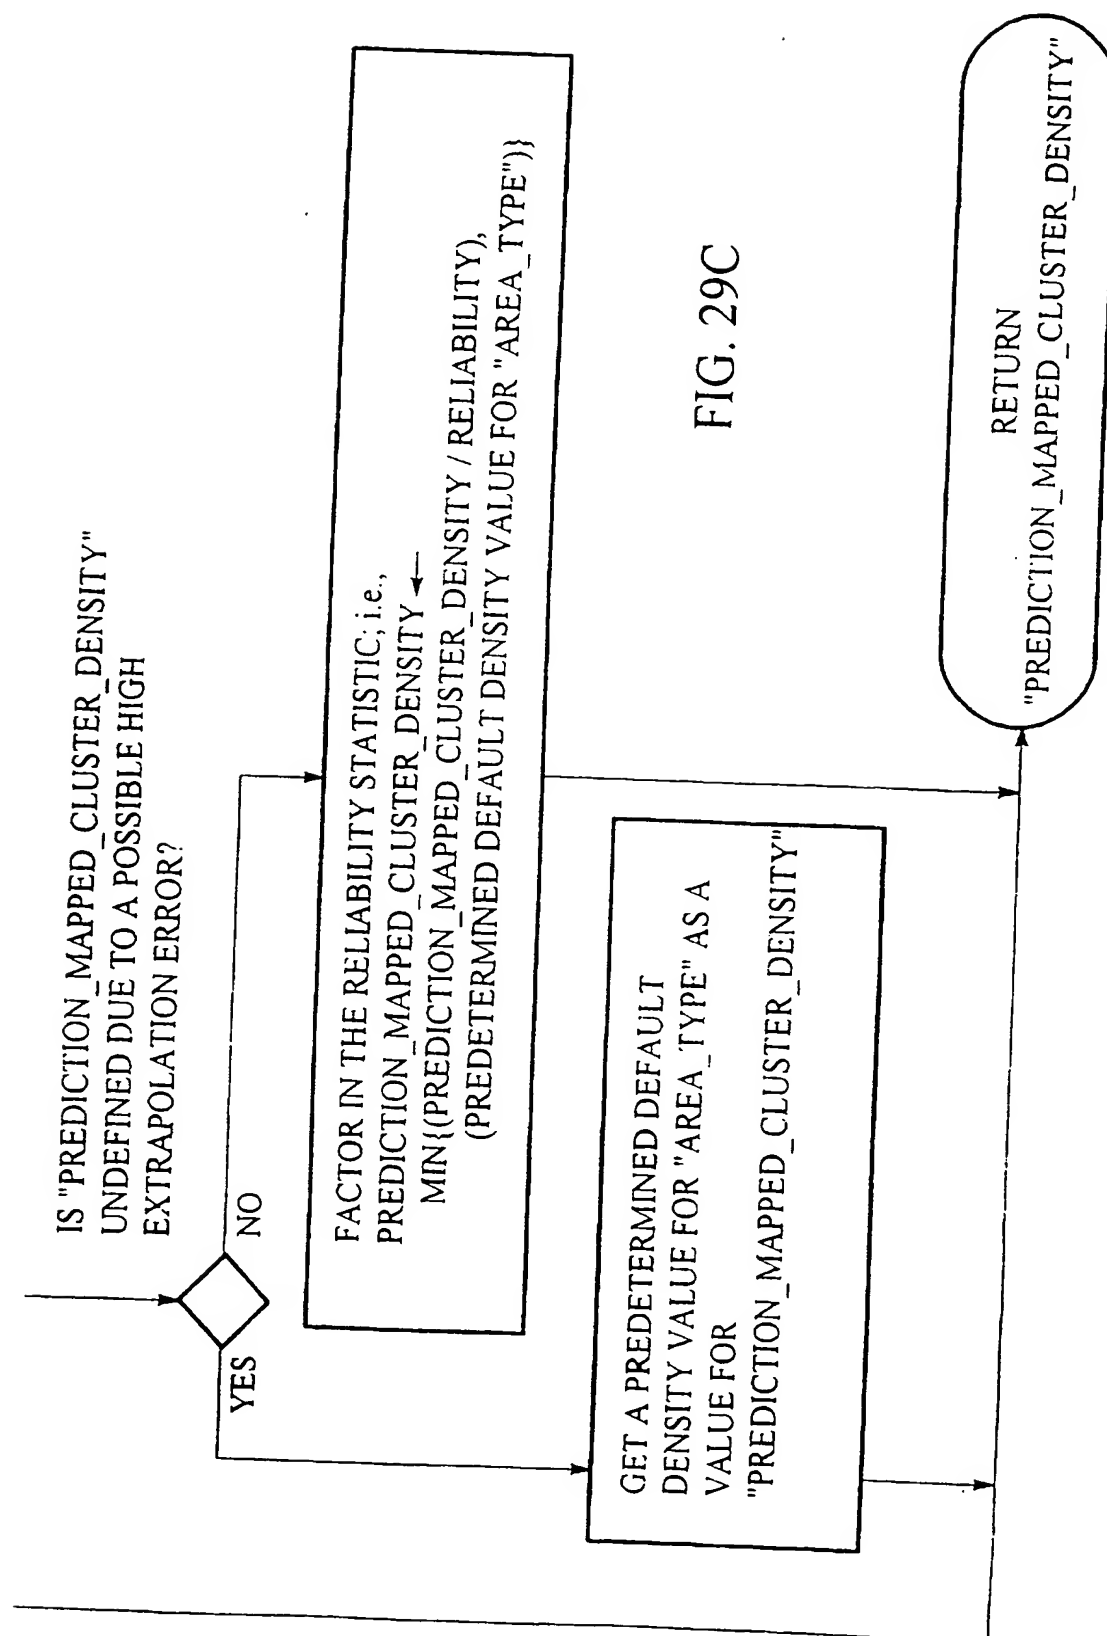 IS "PREDICTION_MAPPED_CLUSTER_DENSITY"
UNDEFINED DUE TO A POSSIBLE HIGH
EXTRAPOLATION ERROR?
YES
NO
FACTOR IN THE RELIABILITY STATISTIC; i.e.,
PREDICTION_MAPPED_CLUSTER_DENSITY ←
MIN{(PREDICTION_MAPPED_CLUSTER_DENSITY / RELIABILITY),
(PREDETERMINED DEFAULT DENSITY VALUE FOR "AREA_TYPE")}
GET A PREDETERMINED DEFAULT
DENSITY VALUE FOR "AREA_TYPE" AS A
VALUE FOR
"PREDICTION_MAPPED_CLUSTER_DENSITY"
FIG. 29C
RETURN
"PREDICTION_MAPPED_CLUSTER_DENSITY"